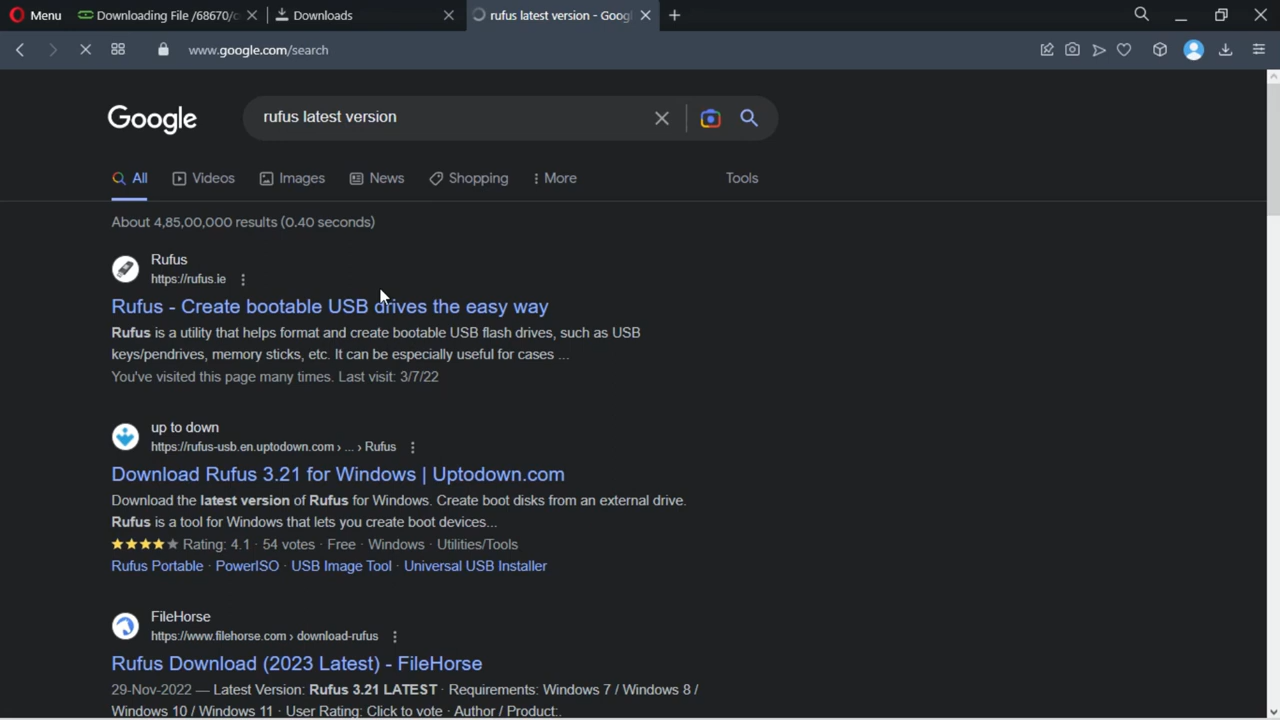 Menu
Downloading File /68670/
Downloads
rufus latest version - Goog
www.google.com/search
Google
rufus latest version
All
Videos
Images
News
Shopping
More
Tools
About 4,85,00,000 results (0.40 seconds)
Rufus
https://rufus.ie
Rufus - Create bootable USB drives the easy way
Rufus is a utility that helps format and create bootable USB flash drives, such as USB
keys/pendrives, memory sticks, etc. It can be especially useful for cases ...
You've visited this page many times. Last visit: 3/7/22
up to down
https://rufus-usb.en.uptodown.com › ... › Rufus
Download Rufus 3.21 for Windows | Uptodown.com
Download the latest version of Rufus for Windows. Create boot disks from an external drive.
Rufus is a tool for Windows that lets you create boot devices...
★★★★★ Rating: 4.1 · 54 votes · Free · Windows · Utilities/Tools
Rufus Portable · PowerISO · USB Image Tool · Universal USB Installer
FileHorse
https://www.filehorse.com › download-rufus
Rufus Download (2023 Latest) - FileHorse
29-Nov-2022 — Latest Version: Rufus 3.21 LATEST · Requirements: Windows 7 / Windows 8 /
Windows 10 / Windows 11 · User Rating: Click to vote · Author / Product:.